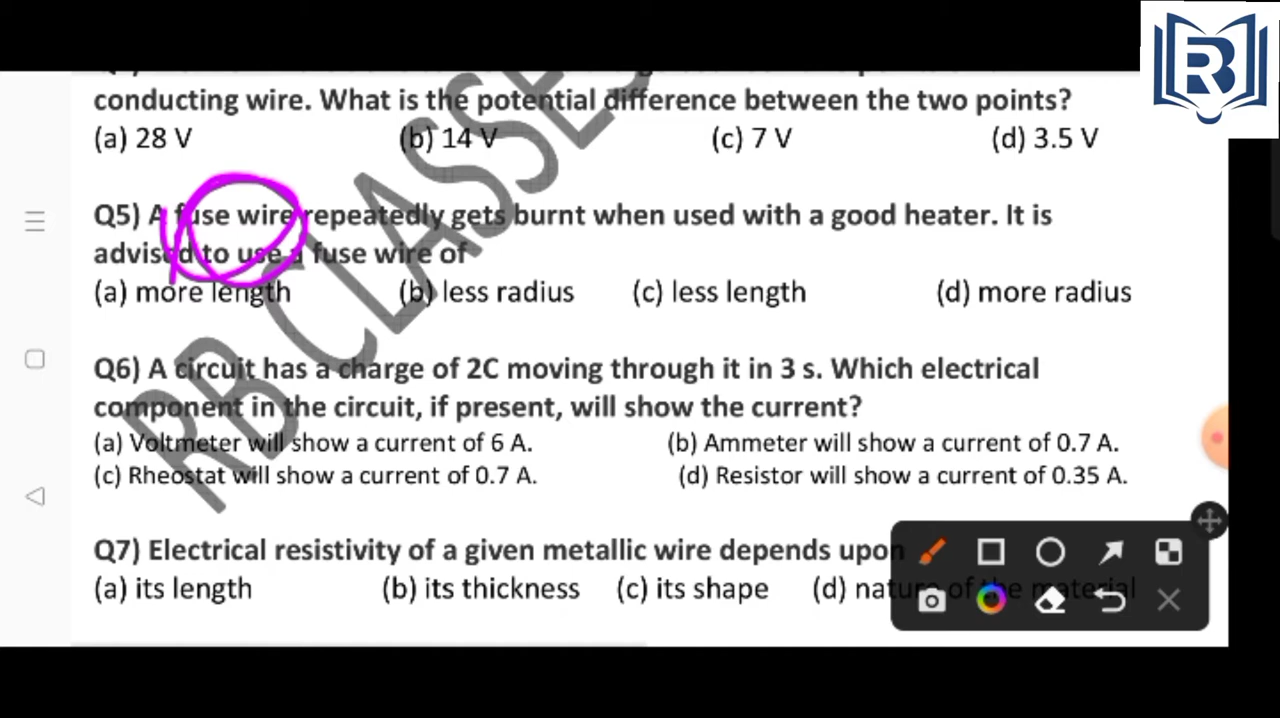 conducting wire. What is the potential difference between the two points?
(a) 28 V (b) 14 V (c) 7 V (d) 3.5 V
Q5) A fuse wire repeatedly gets burnt when used with a good heater. It is
advised to use a fuse wire of
(a) more length (b) less radius (c) less length (d) more radius
Q6) A circuit has a charge of 2C moving through it in 3 s. Which electrical
component in the circuit, if present, will show the current?
(a) Voltmeter will show a current of 6 A. (b) Ammeter will show a current of 0.7 A.
(c) Rheostat will show a current of 0.7 A. (d) Resistor will show a current of 0.35 A.
Q7) Electrical resistivity of a given metallic wire depends upon
(a) its length (b) its thickness (c) its shape (d) nature of the material
RB CLASSES
R